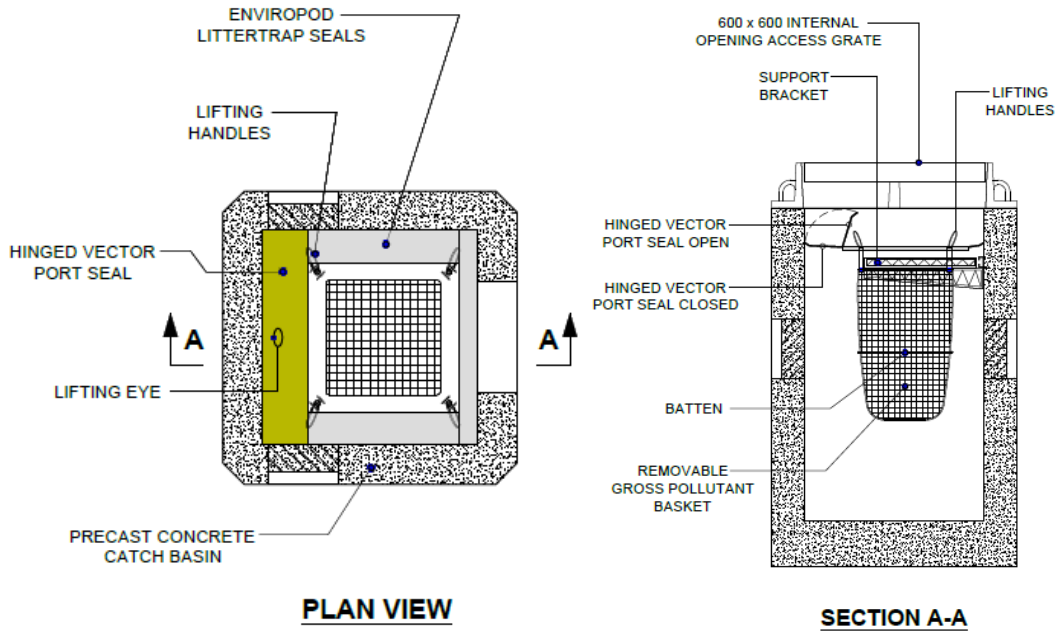 ENVIROPOD
LITTERTRAP SEALS
LIFTING
HANDLES
HINGED VECTOR
PORT SEAL
A
A
LIFTING EYE
PRECAST CONCRETE
CATCH BASIN
PLAN VIEW
600 x 600 INTERNAL
OPENING ACCESS GRATE
SUPPORT
BRACKET
LIFTING
HANDLES
HINGED VECTOR
PORT SEAL OPEN
HINGED VECTOR
PORT SEAL CLOSED
BATTEN
REMOVABLE
GROSS POLLUTANT
BASKET
SECTION A-A